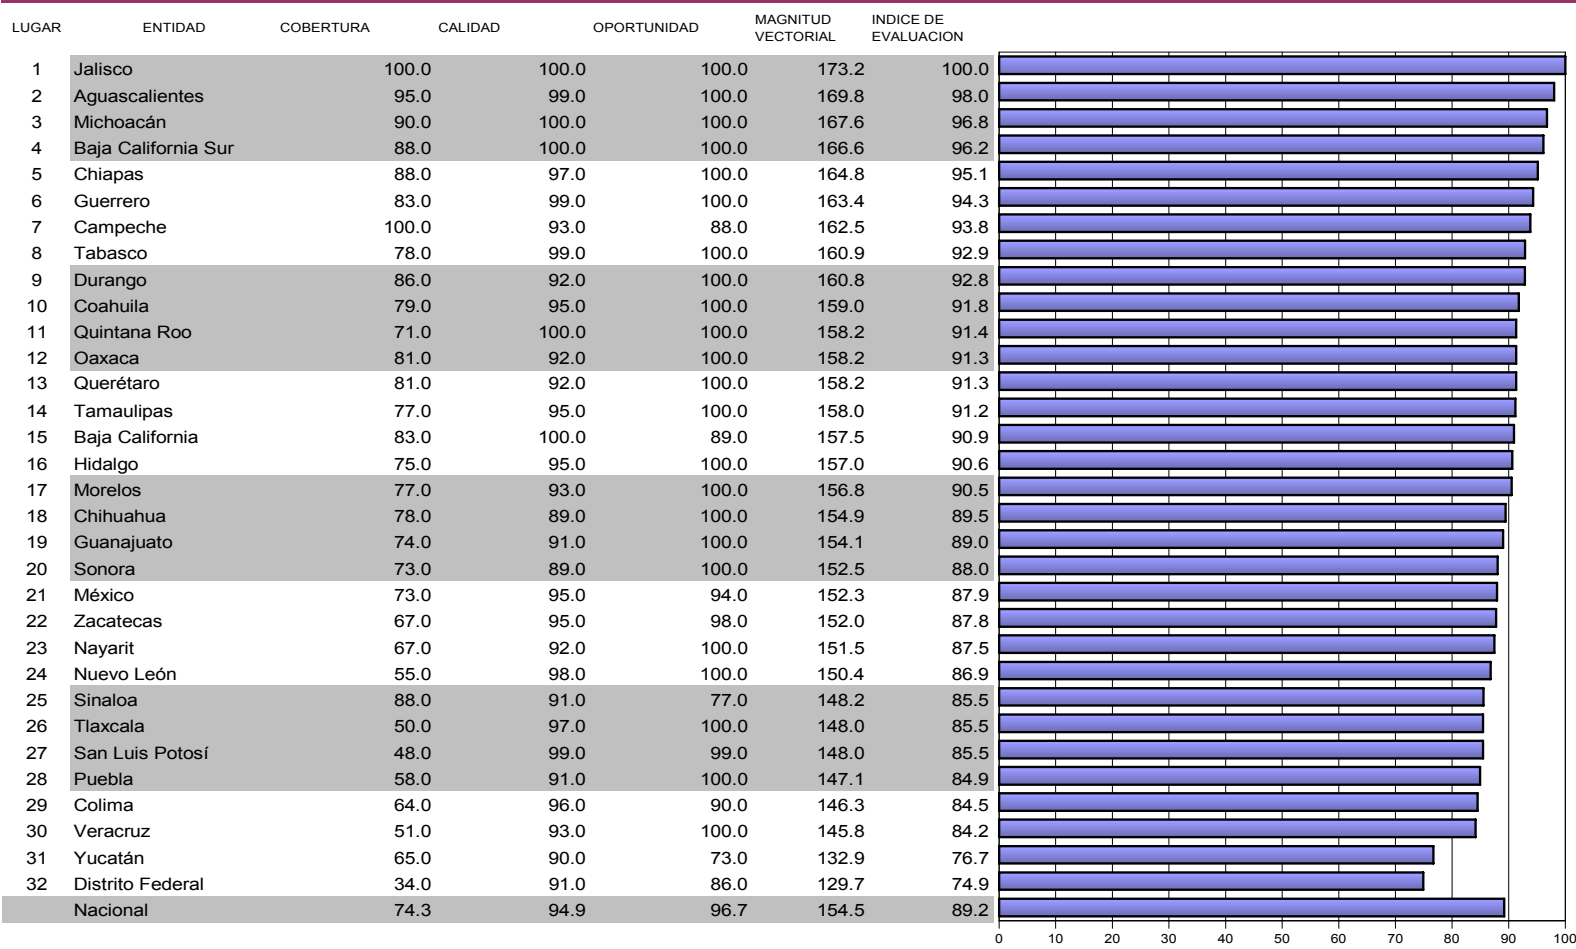 LUGAR ENTIDAD COBERTURA CALIDAD OPORTUNIDAD MAGNITUD VECTORIAL INDICE DE EVALUACION
1 Jalisco 100.0 100.0 100.0 173.2 100.0
2 Aguascalientes 95.0 99.0 100.0 169.8 98.0
3 Michoacán 90.0 100.0 100.0 167.6 96.8
4 Baja California Sur 88.0 100.0 100.0 166.6 96.2
5 Chiapas 88.0 97.0 100.0 164.8 95.1
6 Guerrero 83.0 99.0 100.0 163.4 94.3
7 Campeche 100.0 93.0 88.0 162.5 93.8
8 Tabasco 78.0 99.0 100.0 160.9 92.9
9 Durango 86.0 92.0 100.0 160.8 92.8
10 Coahuila 79.0 95.0 100.0 159.0 91.8
11 Quintana Roo 71.0 100.0 100.0 158.2 91.4
12 Oaxaca 81.0 92.0 100.0 158.2 91.3
13 Querétaro 81.0 92.0 100.0 158.2 91.3
14 Tamaulipas 77.0 95.0 100.0 158.0 91.2
15 Baja California 83.0 100.0 89.0 157.5 90.9
16 Hidalgo 75.0 95.0 100.0 157.0 90.6
17 Morelos 77.0 93.0 100.0 156.8 90.5
18 Chihuahua 78.0 89.0 100.0 154.9 89.5
19 Guanajuato 74.0 91.0 100.0 154.1 89.0
20 Sonora 73.0 89.0 100.0 152.5 88.0
21 México 73.0 95.0 94.0 152.3 87.9
22 Zacatecas 67.0 95.0 98.0 152.0 87.8
23 Nayarit 67.0 92.0 100.0 151.5 87.5
24 Nuevo León 55.0 98.0 100.0 150.4 86.9
25 Sinaloa 88.0 91.0 77.0 148.2 85.5
26 Tlaxcala 50.0 97.0 100.0 148.0 85.5
27 San Luis Potosí 48.0 99.0 99.0 148.0 85.5
28 Puebla 58.0 91.0 100.0 147.1 84.9
29 Colima 64.0 96.0 90.0 146.3 84.5
30 Veracruz 51.0 93.0 100.0 145.8 84.2
31 Yucatán 65.0 90.0 73.0 132.9 76.7
32 Distrito Federal 34.0 91.0 86.0 129.7 74.9
Nacional 74.3 94.9 96.7 154.5 89.2
0 10 20 30 40 50 60 70 80 90 100